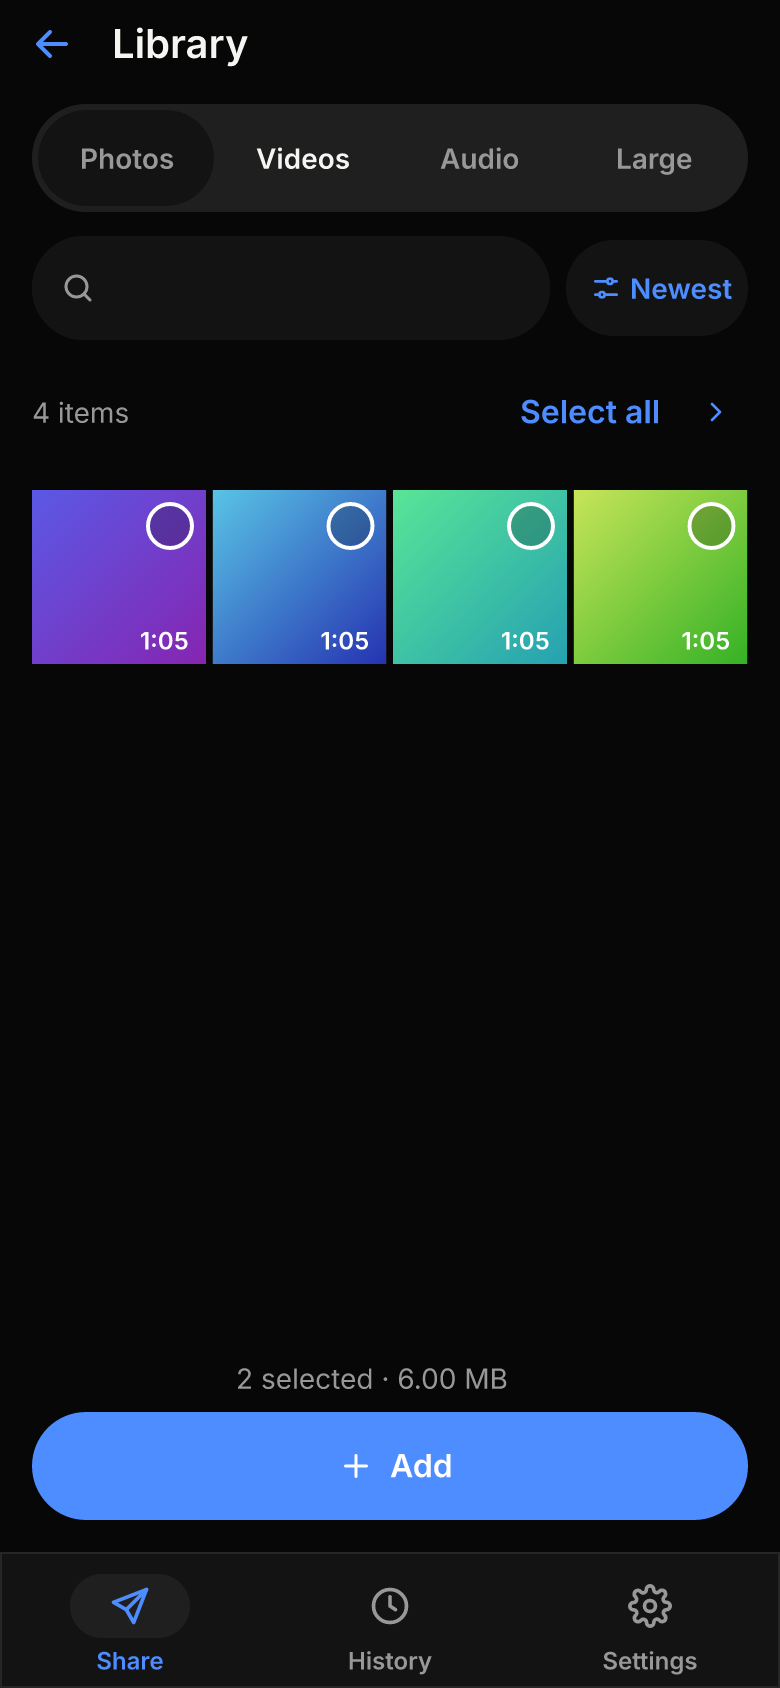 Library
Photos Videos Audio Large
Newest
4 items Select all
1:05 1:05 1:05 1:05
2 selected · 6.00 MB
Add
Share History Settings